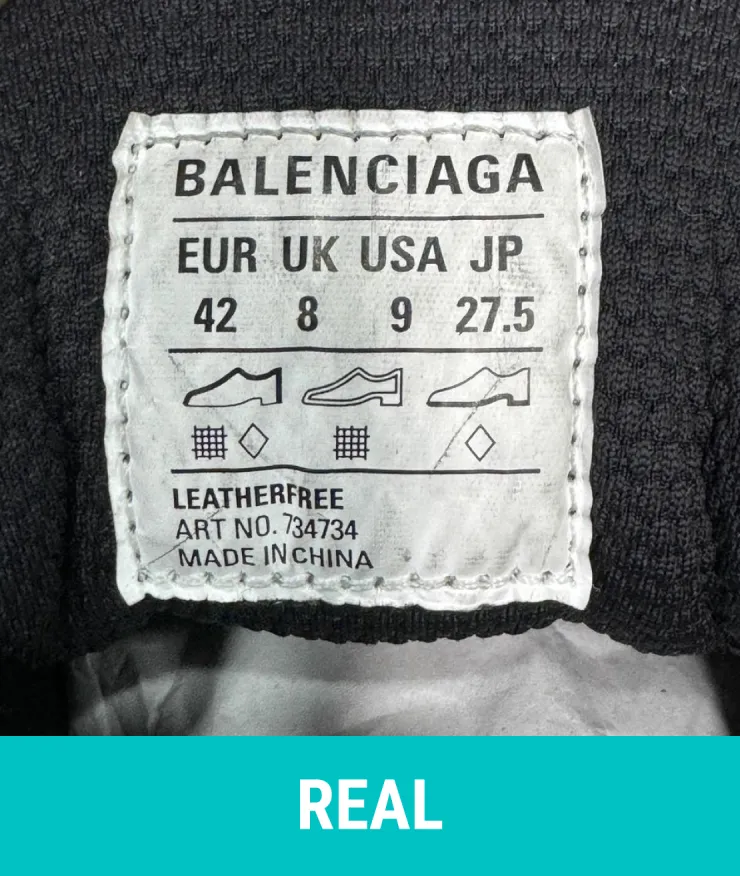 BALENCIAGA
EUR UK USA JP
42 8 9 27.5
LEATHERFREE
ART NO. 734734
MADE IN CHINA
REAL